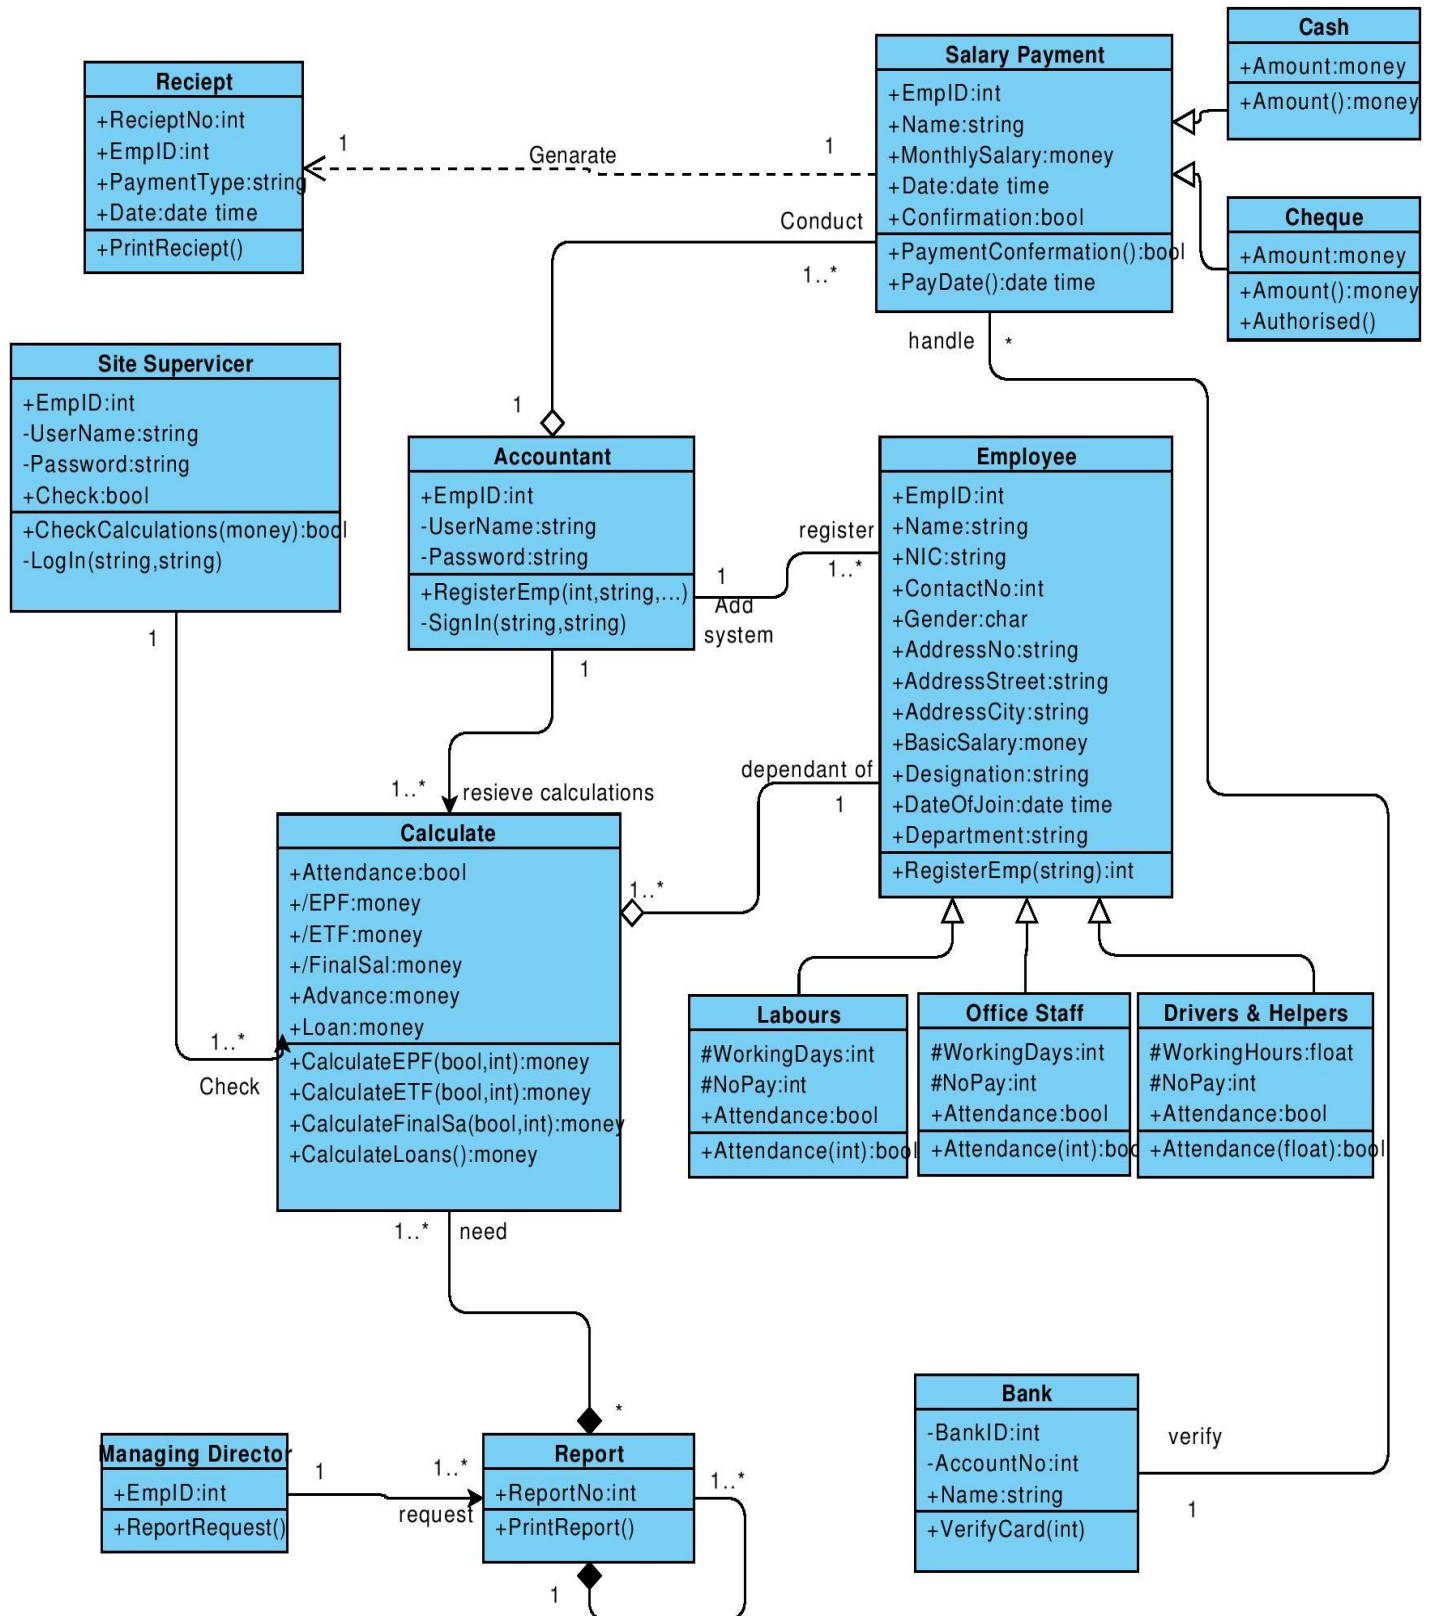 Cash
+Amount:money
+Amount():money
Salary Payment
+EmpID:int
+Name:string
+MonthlySalary:money
+Date:date time
+Confirmation:bool
+PaymentConfermation():bool
+PayDate():date time
Reciept
+RecieptNo:int
+EmpID:int
+PaymentType:string
+Date:date time
+PrintReciept()
1
Genarate
1
Cheque
+Amount:money
+Amount():money
+Authorised()
Conduct
1..*
handle
*
1
Site Supervicer
+EmpID:int
-UserName:string
-Password:string
+Check:bool
+CheckCalculations(money):bool
-LogIn(string,string)
1
Accountant
+EmpID:int
-UserName:string
-Password:string
+RegisterEmp(int,string,...)
-SignIn(string,string)
1
register
1..*
1
Add
system
Employee
+EmpID:int
+Name:string
+NIC:string
+ContactNo:int
+Gender:char
+AddressNo:string
+AddressStreet:string
+AddressCity:string
+BasicSalary:money
+Designation:string
+DateOfJoin:date time
+Department:string
+RegisterEmp(string):int
dependant of
1
1..*
1..*
resieve calculations
Calculate
+Attendance:bool
+/EPF:money
+/ETF:money
+/FinalSal:money
+Advance:money
+Loan:money
+CalculateEPF(bool,int):money
+CalculateETF(bool,int):money
+CalculateFinalSa(bool,int):money
+CalculateLoans():money
1..*
Check
Labours
#WorkingDays:int
#NoPay:int
+Attendance:bool
+Attendance(int):bool
Office Staff
#WorkingDays:int
#NoPay:int
+Attendance:bool
+Attendance(int):boo
Drivers & Helpers
#WorkingHours:float
#NoPay:int
+Attendance:bool
+Attendance(float):bool
1..*
need
*
Managing Director
+EmpID:int
+ReportRequest()
1
1..*
request
Report
+ReportNo:int
+PrintReport()
1..*
1
Bank
-BankID:int
-AccountNo:int
+Name:string
+VerifyCard(int)
verify
1